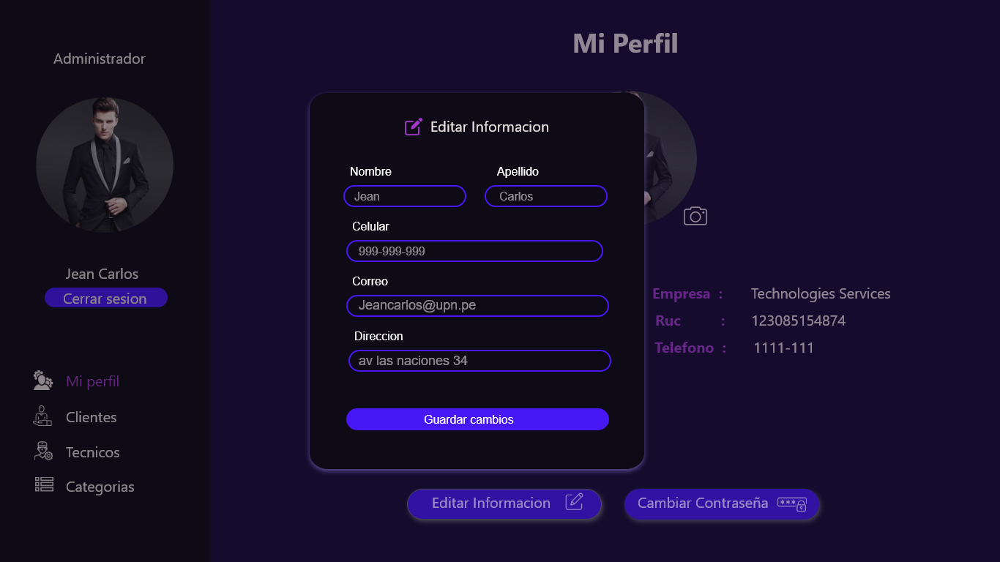 Mi Perfil
Administrador
Jean Carlos
Cerrar sesion
Mi perfil
Clientes
Tecnicos
Categorias
Editar Informacion
Nombre Apellido
Jean Carlos
Celular
999-999-999
Correo
Jeancarlos@upn.pe
Direccion
av las naciones 34
Guardar cambios
Empresa : Technologies Services
Ruc : 123085154874
Telefono : 1111-111
Editar Informacion
Cambiar Contraseña ***